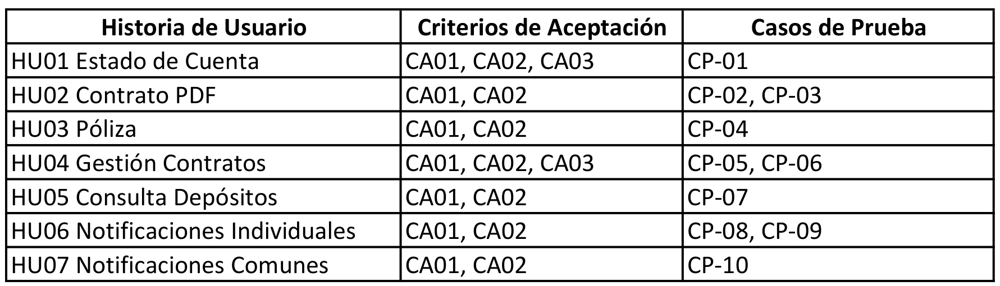 Historia de Usuario Criterios de Aceptación Casos de Prueba
HU01 Estado de Cuenta CA01, CA02, CA03 CP-01
HU02 Contrato PDF CA01, CA02 CP-02, CP-03
HU03 Póliza CA01, CA02 CP-04
HU04 Gestión Contratos CA01, CA02, CA03 CP-05, CP-06
HU05 Consulta Depósitos CA01, CA02 CP-07
HU06 Notificaciones Individuales CA01, CA02 CP-08, CP-09
HU07 Notificaciones Comunes CA01, CA02 CP-10